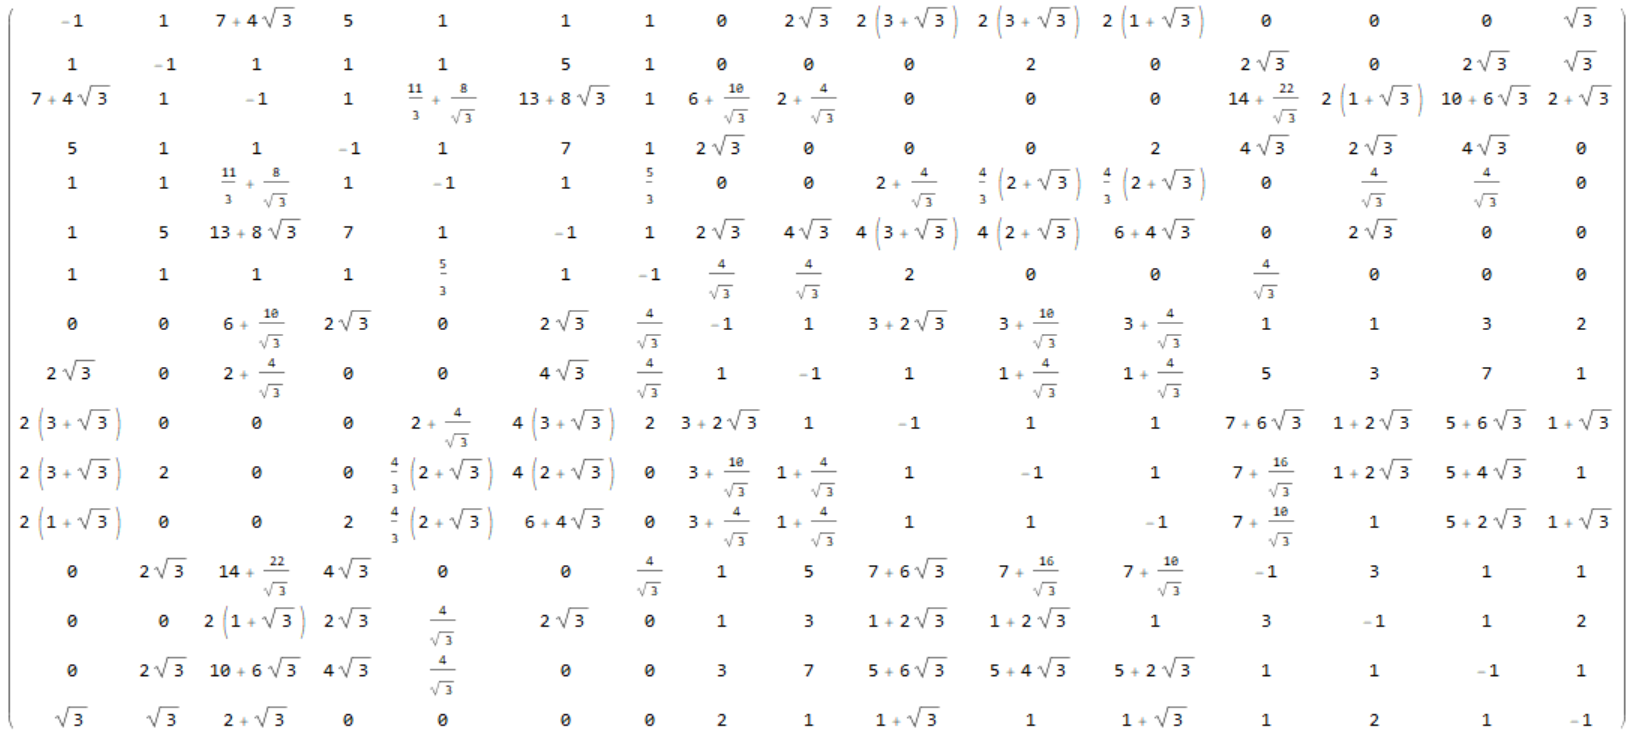 -1 1 7+4√3 5 1 1 1 0 2√3 2(3+√3) 2(3+√3) 2(1+√3) 0 0 0 √3
1 -1 1 1 1 5 1 0 0 0 2 0 2√3 0 2√3 √3
7+4√3 1 -1 1 11/3+8/√3 13+8√3 1 6+10/√3 2+4/√3 0 0 0 14+22/√3 2(1+√3) 10+6√3 2+√3
5 1 1 -1 1 7 1 2√3 0 0 0 2 4√3 2√3 4√3 0
1 1 11/3+8/√3 1 -1 1 5/3 0 0 2+4/√3 4/3(2+√3) 4/3(2+√3) 0 4/√3 4/√3 0
1 5 13+8√3 7 1 -1 1 2√3 4√3 4(3+√3) 4(2+√3) 6+4√3 0 2√3 0 0
1 1 1 1 5/3 1 -1 4/√3 4/√3 2 0 0 4/√3 0 0 0
0 0 6+10/√3 2√3 0 2√3 4/√3 -1 1 3+2√3 3+10/√3 3+4/√3 1 1 3 2
2√3 0 2+4/√3 0 0 4√3 4/√3 1 -1 1 1+4/√3 1+4/√3 5 3 7 1
2(3+√3) 0 0 0 2+4/√3 4(3+√3) 2 3+2√3 1 -1 1 1 7+6√3 1+2√3 5+6√3 1+√3
2(3+√3) 2 0 0 4/3(2+√3) 4(2+√3) 0 3+10/√3 1+4/√3 1 -1 1 7+16/√3 1+2√3 5+4√3 1
2(1+√3) 0 0 2 4/3(2+√3) 6+4√3 0 3+4/√3 1+4/√3 1 1 -1 7+10/√3 1 5+2√3 1+√3
0 2√3 14+22/√3 4√3 0 0 4/√3 1 5 7+6√3 7+16/√3 7+10/√3 -1 3 1 1
0 0 2(1+√3) 2√3 4/√3 2√3 0 1 3 1+2√3 1+2√3 1 3 -1 1 2
0 2√3 10+6√3 4√3 4/√3 0 0 3 7 5+6√3 5+4√3 5+2√3 1 1 -1 1
√3 √3 2+√3 0 0 0 0 2 1 1+√3 1 1+√3 1 2 1 -1